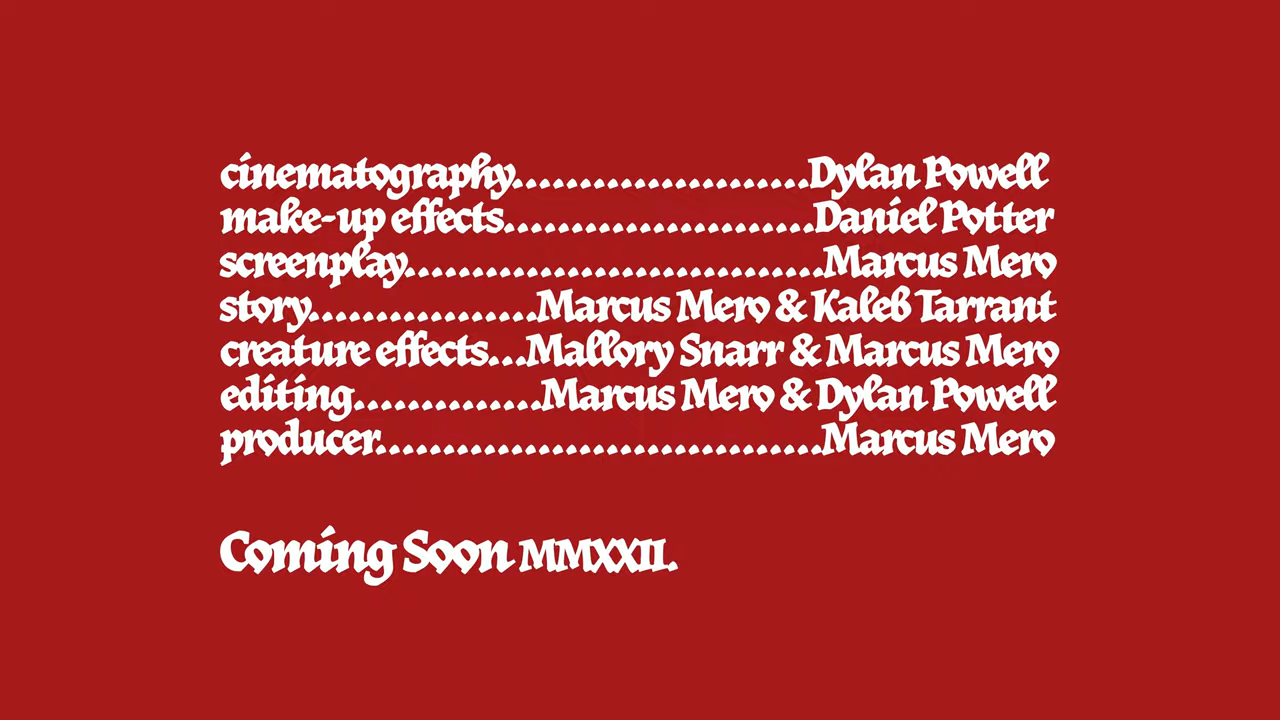 cinematography......................Dylan Powell
make-up effects.......................Daniel Potter
screenplay...............................Marcus Mero
story.................Marcus Mero & Kaleb Tarrant
creature effects...Mallory Snarr & Marcus Mero
editing..............Marcus Mero & Dylan Powell
producer.................................Marcus Mero
Coming Soon MMXXII.